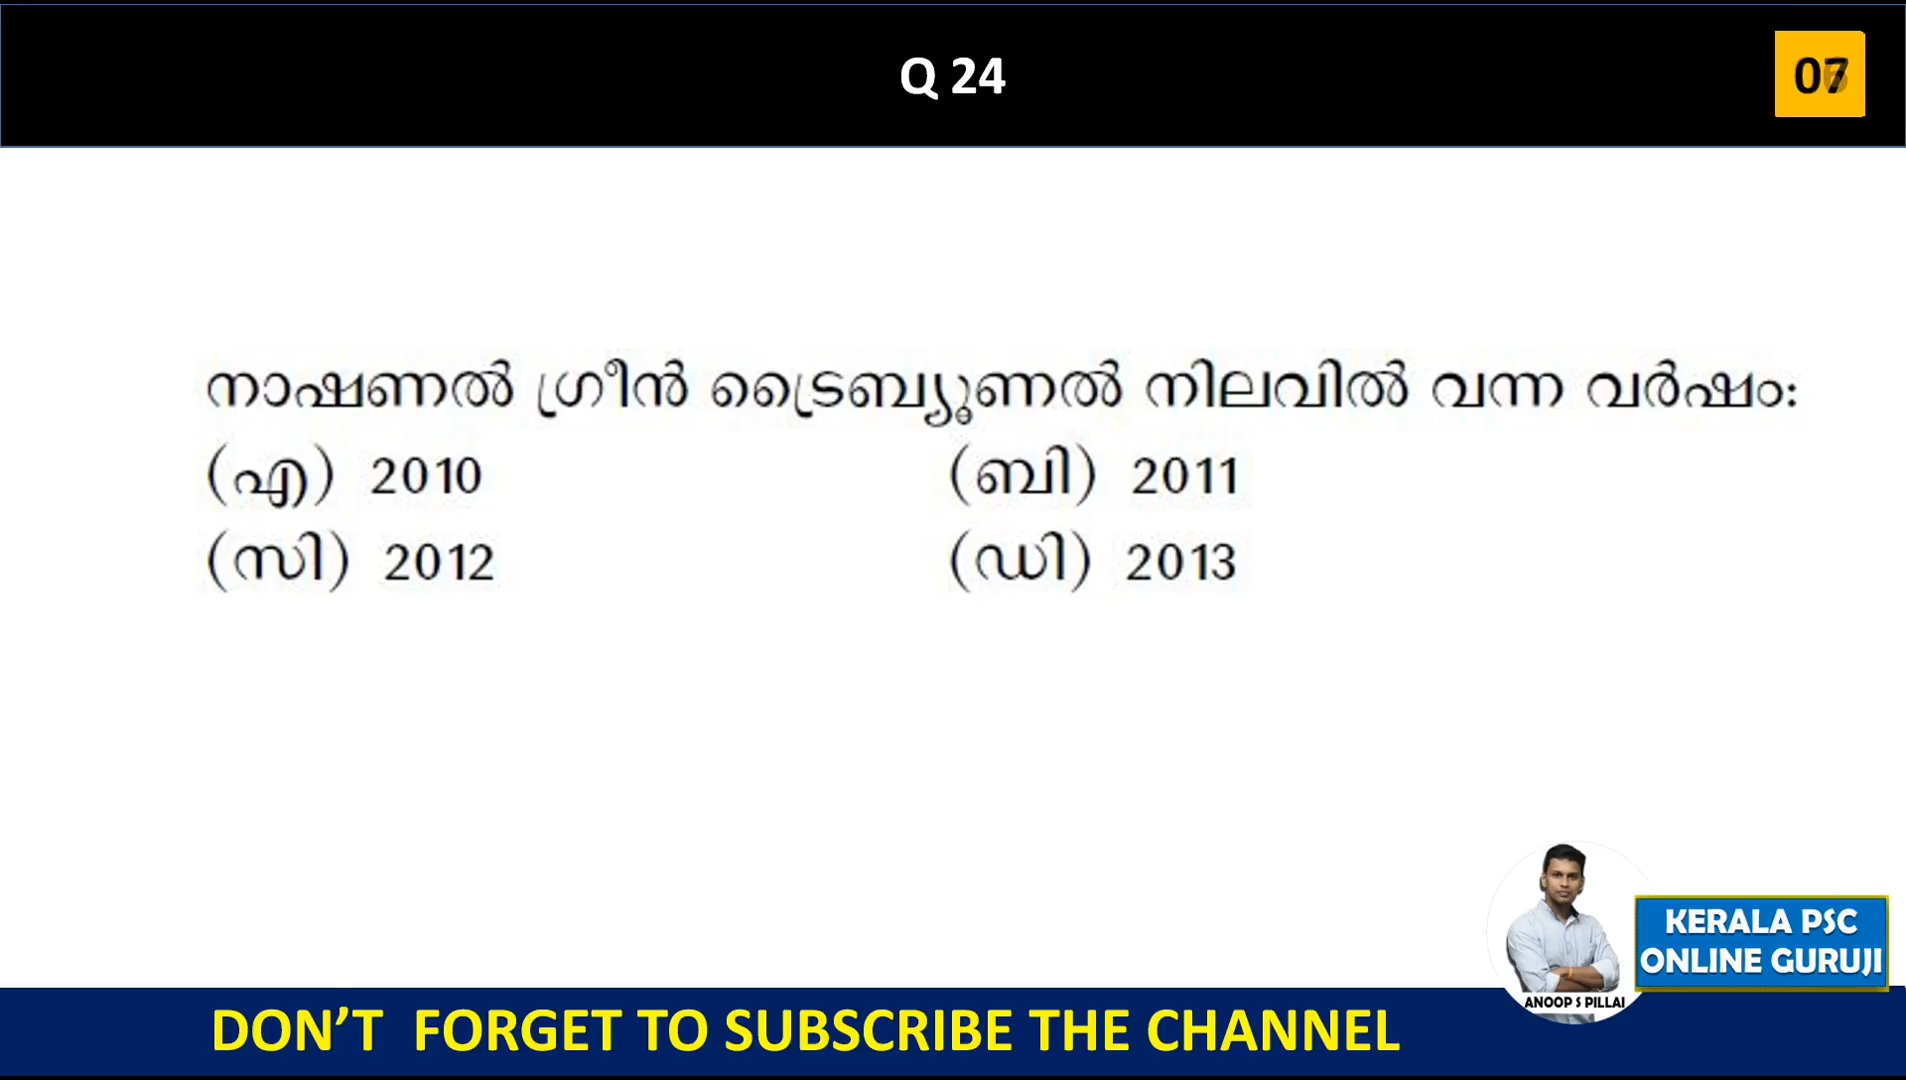 Q 24
07
നാഷണൽ ഗ്രീൻ ട്രൈബ്യൂണൽ നിലവിൽ വന്ന വർഷം:
(എ) 2010 (ബി) 2011
(സി) 2012 (ഡി) 2013
KERALA PSC
ONLINE GURUJI
ANOOP S PILLAI
DON’T FORGET TO SUBSCRIBE THE CHANNEL